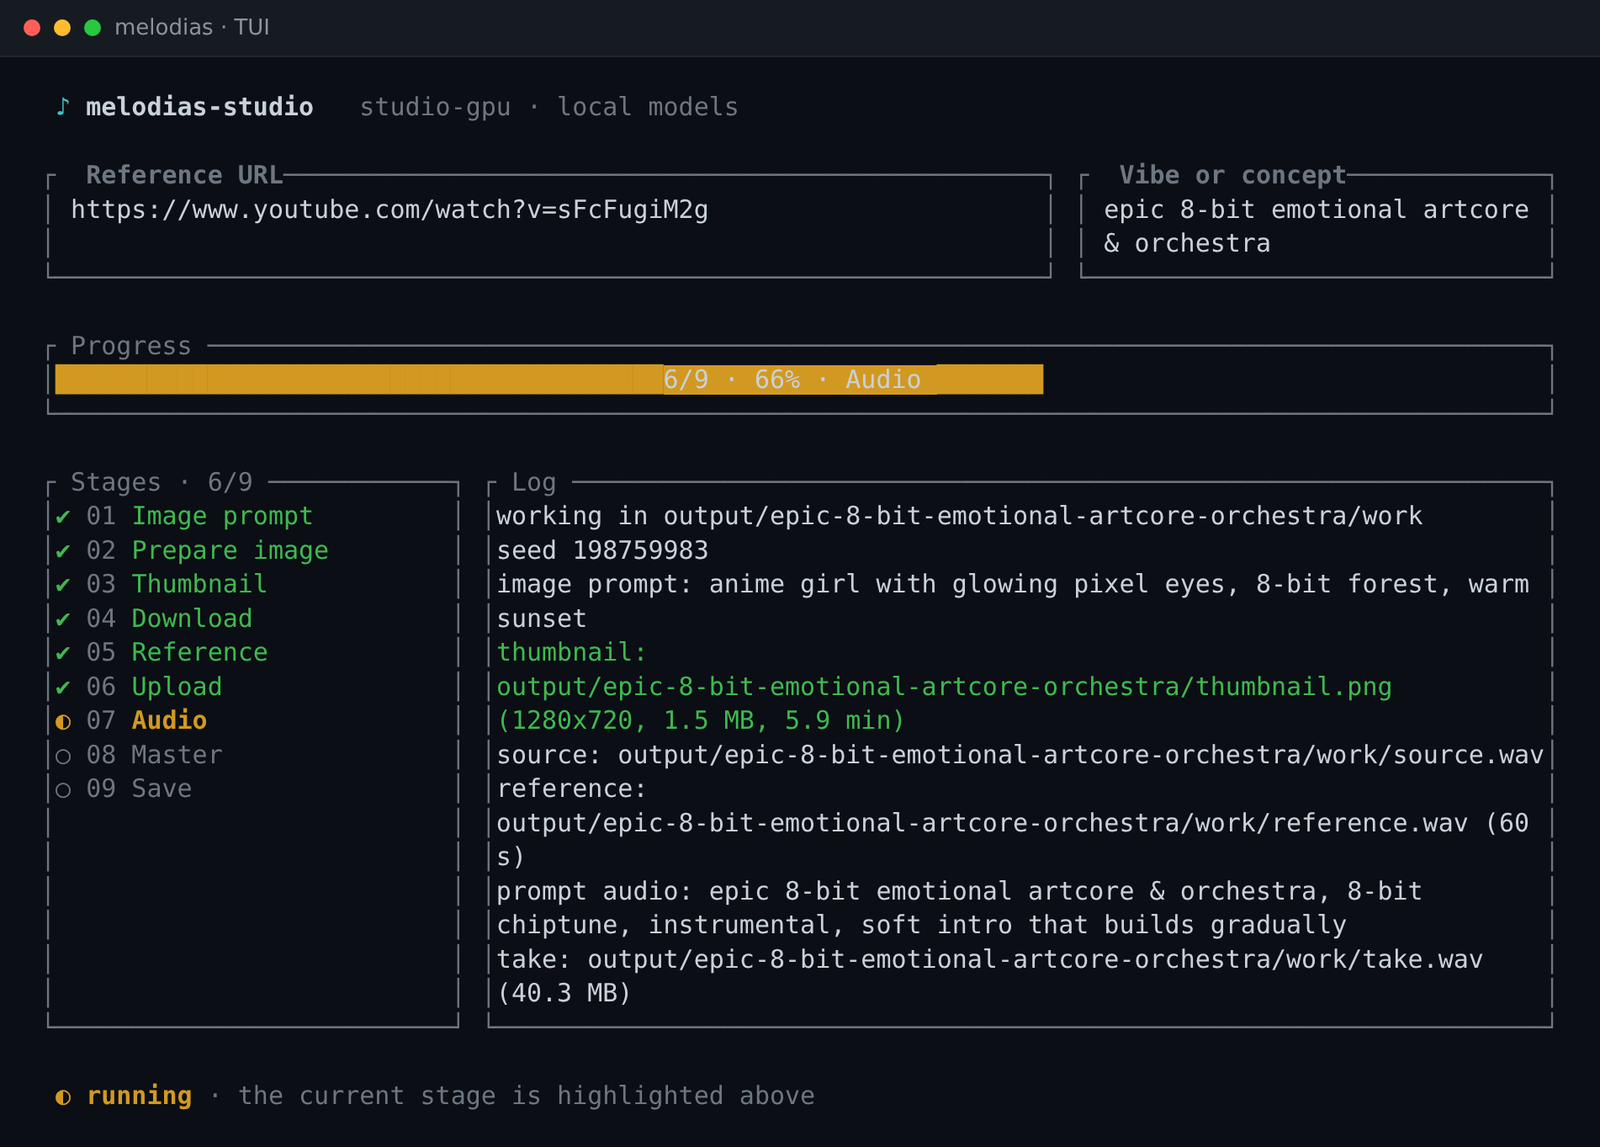 melodias · TUI
♪ melodias-studio studio-gpu · local models
Reference URL
https://www.youtube.com/watch?v=sFcFugiM2g
Vibe or concept
epic 8-bit emotional artcore
& orchestra
Progress
6/9 · 66% · Audio
Stages · 6/9
✔ 01 Image prompt
✔ 02 Prepare image
✔ 03 Thumbnail
✔ 04 Download
✔ 05 Reference
✔ 06 Upload
◐ 07 Audio
○ 08 Master
○ 09 Save
Log
working in output/epic-8-bit-emotional-artcore-orchestra/work
seed 198759983
image prompt: anime girl with glowing pixel eyes, 8-bit forest, warm
sunset
thumbnail:
output/epic-8-bit-emotional-artcore-orchestra/thumbnail.png
(1280x720, 1.5 MB, 5.9 min)
source: output/epic-8-bit-emotional-artcore-orchestra/work/source.wav
reference:
output/epic-8-bit-emotional-artcore-orchestra/work/reference.wav (60
s)
prompt audio: epic 8-bit emotional artcore & orchestra, 8-bit
chiptune, instrumental, soft intro that builds gradually
take: output/epic-8-bit-emotional-artcore-orchestra/work/take.wav
(40.3 MB)
◐ running · the current stage is highlighted above